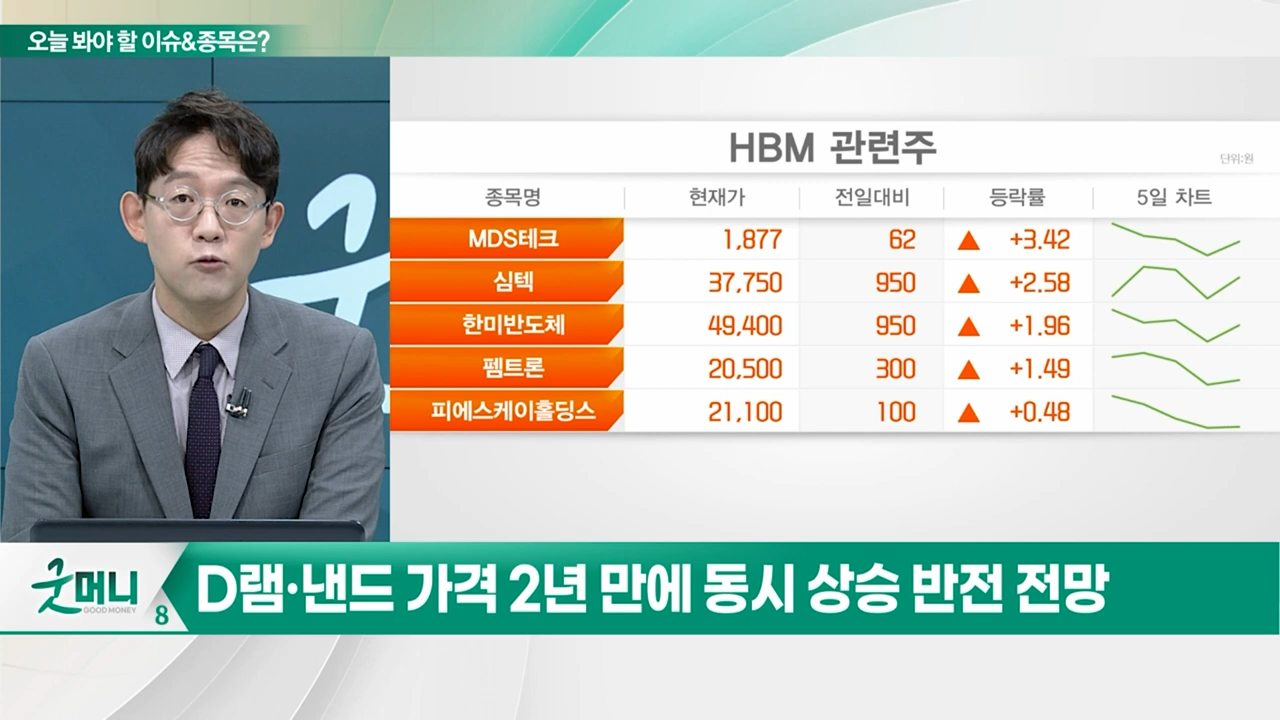 오늘 봐야 할 이슈&종목은?
HBM 관련주
단위:원
종목명 현재가 전일대비 등락률 5일 차트
MDS테크 1,877 62 ▲ +3.42
심텍 37,750 950 ▲ +2.58
한미반도체 49,400 950 ▲ +1.96
펨트론 20,500 300 ▲ +1.49
피에스케이홀딩스 21,100 100 ▲ +0.48
굿머니
GOOD MONEY
8
D램·낸드 가격 2년 만에 동시 상승 반전 전망